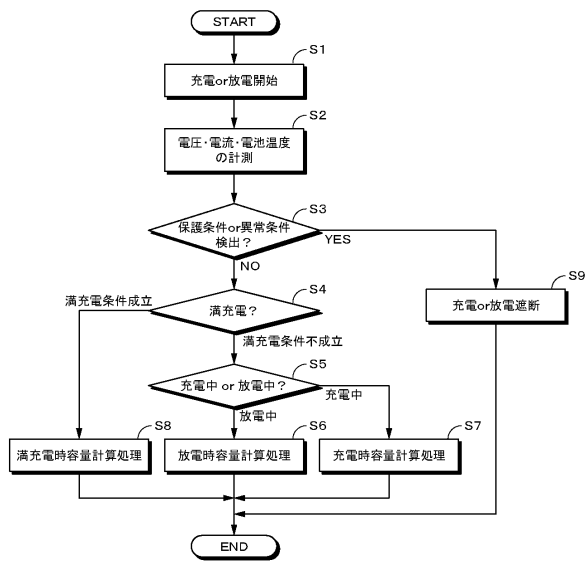 START
S1
充電or放電開始
S2
電圧・電流・電池温度
の計測
S3
保護条件or異常条件
検出?
YES
NO
S9
充電or放電遮断
S4
満充電条件成立
満充電?
満充電条件不成立
S5
充電中 or 放電中?
充電中
放電中
S8
満充電時容量計算処理
S6
放電時容量計算処理
S7
充電時容量計算処理
END